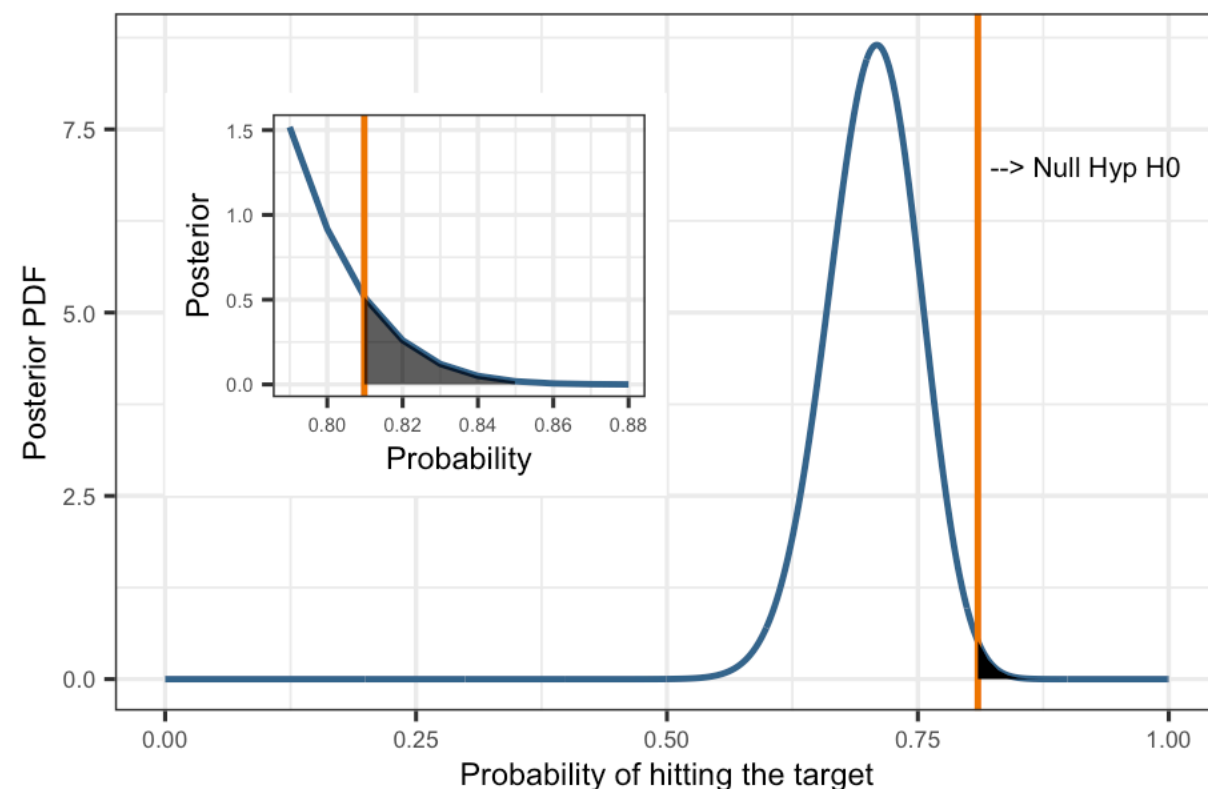 7.5
5.0
2.5
0.0
Posterior PDF
1.5
1.0
0.5
0.0
Posterior
0.80 0.82 0.84 0.86 0.88
Probability
--> Null Hyp H0
0.00 0.25 0.50 0.75 1.00
Probability of hitting the target